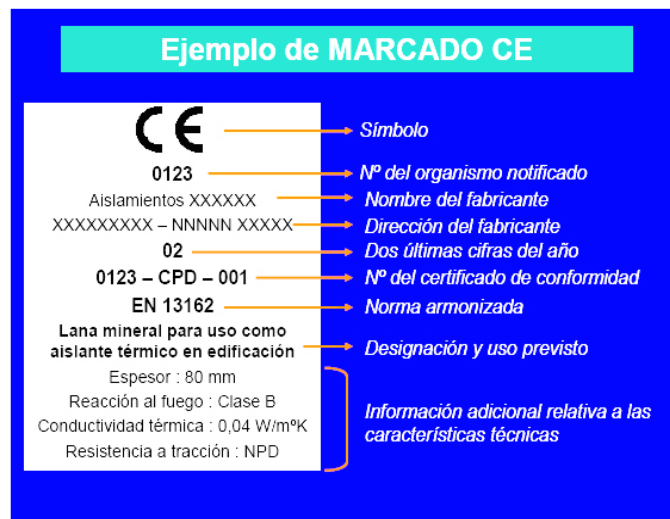 Ejemplo de MARCADO CE
CE
Símbolo
0123
Nº del organismo notificado
Aislamientos XXXXXX
Nombre del fabricante
XXXXXXXXX – NNNNN XXXXX
Dirección del fabricante
02
Dos últimas cifras del año
0123 – CPD – 001
Nº del certificado de conformidad
EN 13162
Norma armonizada
Lana mineral para uso como
aislante térmico en edificación
Designación y uso previsto
Espesor : 80 mm
Reacción al fuego : Clase B
Conductividad térmica : 0,04 W/mºK
Resistencia a tracción : NPD
Información adicional relativa a las
características técnicas